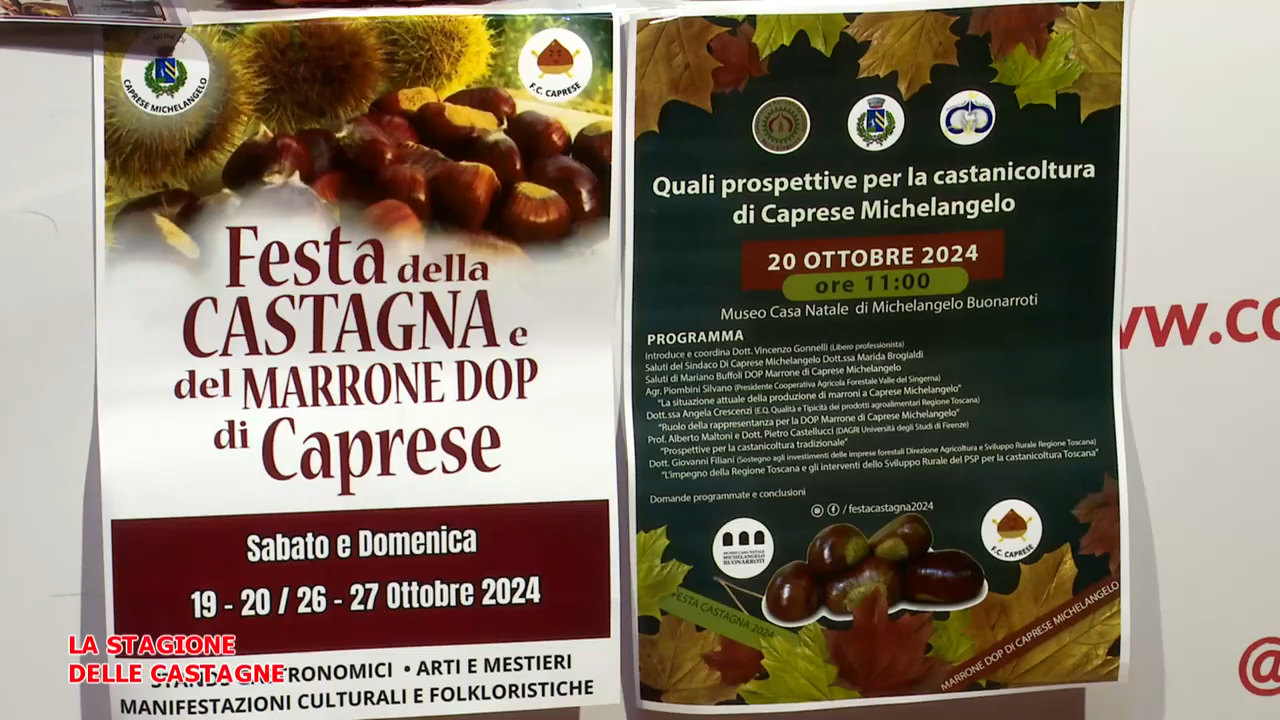 COMUNE DI
CAPRESE MICHELANGELO
F.C. CAPRESE
Festa della
CASTAGNA e
del MARRONE DOP
di Caprese
Sabato e Domenica
19 - 20 / 26 - 27 Ottobre 2024
• ARTI E MESTIERI
MANIFESTAZIONI CULTURALI E FOLKLORISTICHE
LA STAGIONE
DELLE CASTAGNE
Quali prospettive per la castanicoltura
di Caprese Michelangelo
20 OTTOBRE 2024
ore 11:00
Museo Casa Natale di Michelangelo Buonarroti
PROGRAMMA
Introduce e coordina Dott. Vincenzo Gonnelli (Libero professionista)
Saluti del Sindaco Di Caprese Michelangelo Dott.ssa Marida Brogialdi
Saluti di Mariano Buffoli DOP Marrone di Caprese Michelangelo
Agr. Piombini Silvano (Presidente Cooperativa Agricola Forestale Valle del Singerna)
"La situazione attuale della produzione di marroni a Caprese Michelangelo"
Dott.ssa Angela Crescenzi (E.Q. Qualità e Tipicità dei prodotti agroalimentari Regione Toscana)
"Ruolo della rappresentanza per la DOP Marrone di Caprese Michelangelo"
Prof. Alberto Maltoni e Dott. Pietro Castellucci (DAGRI Università degli Studi di Firenze)
"Prospettive per la castanicoltura tradizionale"
Dott. Giovanni Filiani (Sostegno agli investimenti delle imprese forestali Direzione Agricoltura e Sviluppo Rurale Regione Toscana)
"L'impegno della Regione Toscana e gli interventi dello Sviluppo Rurale del PSP per la castanicoltura Toscana"
Domande programmate e conclusioni
/ festacastagna2024
MUSEO CASA NATALE
MICHELANGELO
BUONARROTI
F.C. CAPRESE
FESTA CASTAGNA 2024
MARRONE DOP DI CAPRESE MICHELANGELO
@